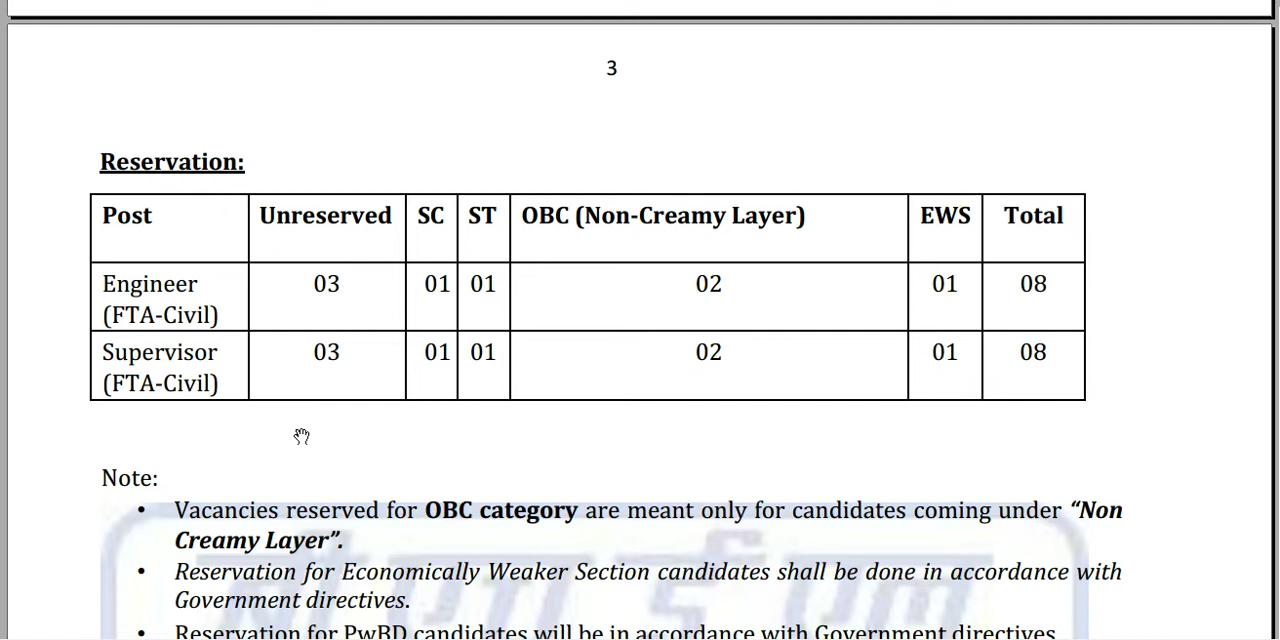 3
Reservation:
Post Unreserved SC ST OBC (Non-Creamy Layer) EWS Total
Engineer 03 01 01 02 01 08
(FTA-Civil)
Supervisor 03 01 01 02 01 08
(FTA-Civil)
Note:
• Vacancies reserved for OBC category are meant only for candidates coming under “Non
Creamy Layer”.
• Reservation for Economically Weaker Section candidates shall be done in accordance with
Government directives.
• Reservation for PwBD candidates will be in accordance with Government directives.